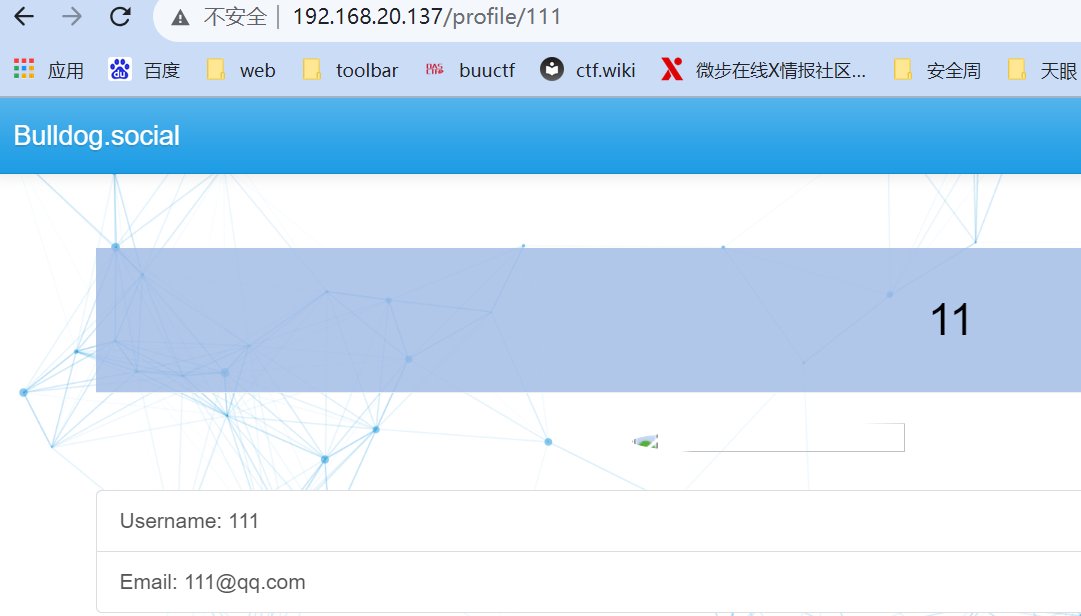 不安全 | 192.168.20.137/profile/111
应用 百度 web toolbar buuctf ctf.wiki 微步在线X情报社区... 安全周 天眼
Bulldog.social
11
Username: 111
Email: 111@qq.com